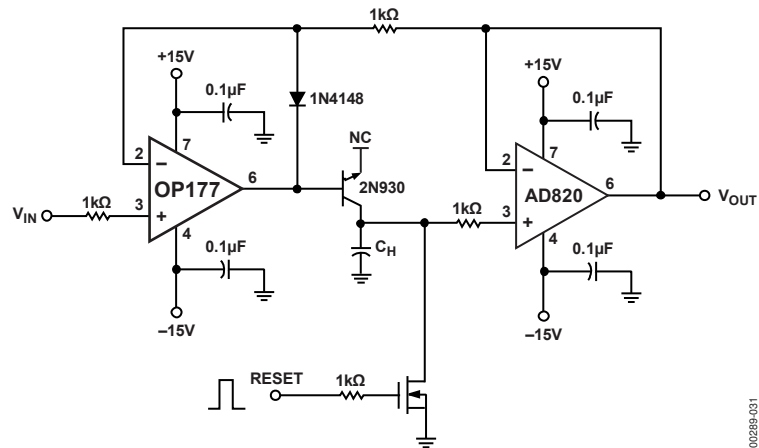 1kΩ
+15V
+15V
0.1µF
1N4148
0.1µF
7
NC
7
2
−
OP177
6
2N930
2
−
AD820
6
VOUT
VIN
1kΩ
3
+
1kΩ
3
+
4
0.1µF
CH
4
0.1µF
−15V
−15V
RESET
1kΩ
00289-031